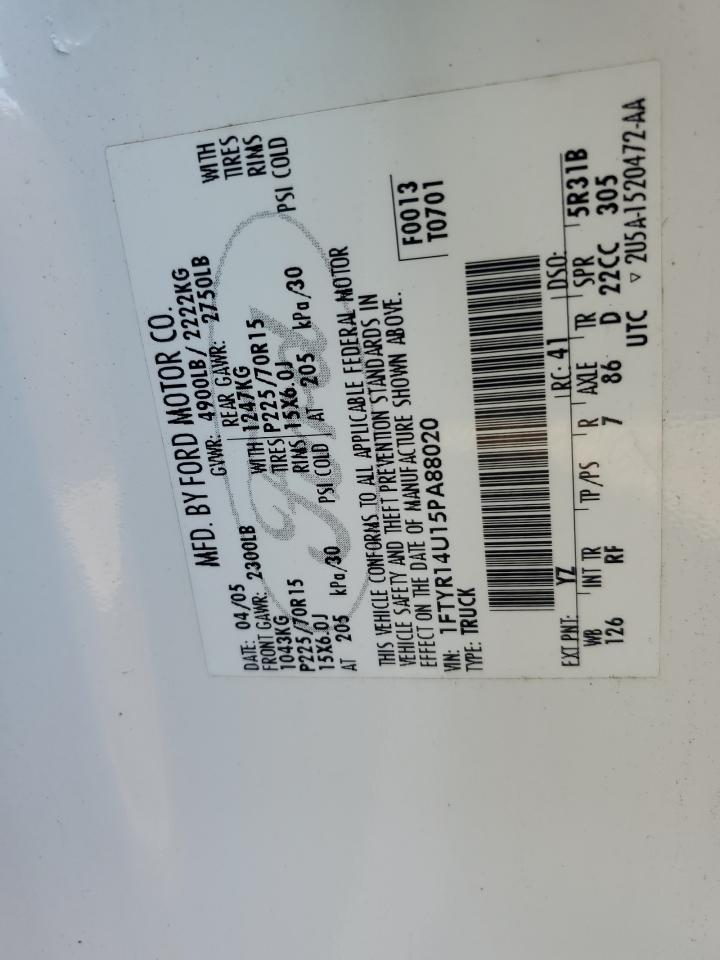 MFD. BY FORD MOTOR CO.
DATE: 04/05 GVWR: 4900LB/ 2222KG
FRONT GAWR: 2300LB REAR GAWR: 2750LB
1043KG WITH 1247KG WITH
P225/70R15 TIRES P225/70R15 TIRES
15X6.0J RIMS 15X6.0J RIMS
AT 205 kPa/30 PSI COLD AT 205 kPa/30 PSI COLD
THIS VEHICLE CONFORMS TO ALL APPLICABLE FEDERAL MOTOR
VEHICLE SAFETY AND THEFT PREVENTION STANDARDS IN
EFFECT ON THE DATE OF MANUFACTURE SHOWN ABOVE.
VIN: 1FTYR14U15PA88020 F0013
TYPE: TRUCK T0701
EXT PNT: YZ RC: 41 DSO:
WB INT TR TP/PS R AXLE TR SPR 5R31B
126 RF 7 86 D 22CC 305
UTC ▽ 2U5A-1520472-AA
Ford